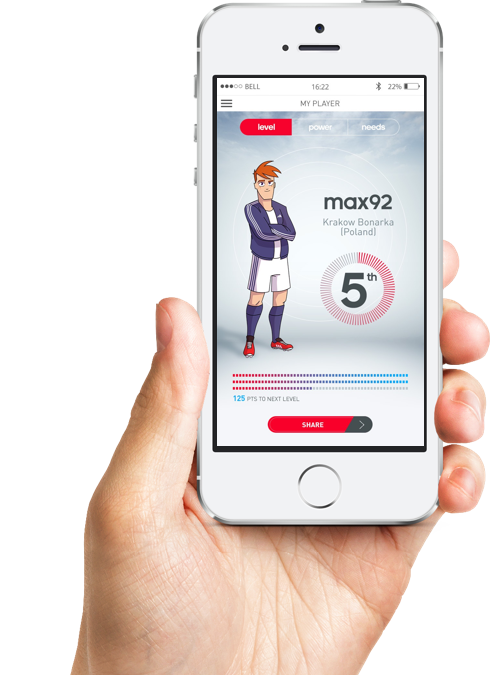 BELL 16:22 22%
MY PLAYER
level power needs
max92
Krakow Bonarka
(Poland)
5th
125 PTS TO NEXT LEVEL
SHARE